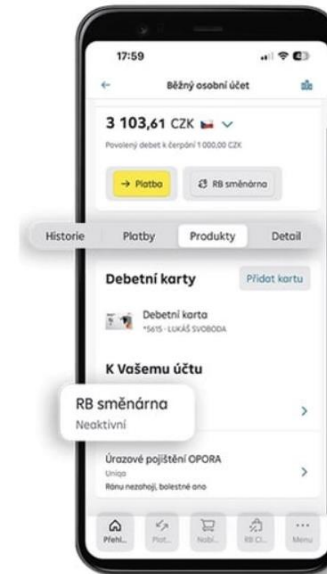 17:59
Běžný osobní účet
3 103,61 CZK
Povolený debet k čerpání 1 000,00 CZK
→ Platba
RB směnárna
Historie Platby Produkty Detail
Debetní karty
Přidat kartu
Debetní karta
*5615 - LUKÁŠ SVOBODA
K Vašemu účtu
RB směnárna
Neaktivní
Úrazové pojištění OPORA
Uniqa
Ránu nezahojí, bolestné ano
Přehl... Plat... Nabí... RB Cl... Menu